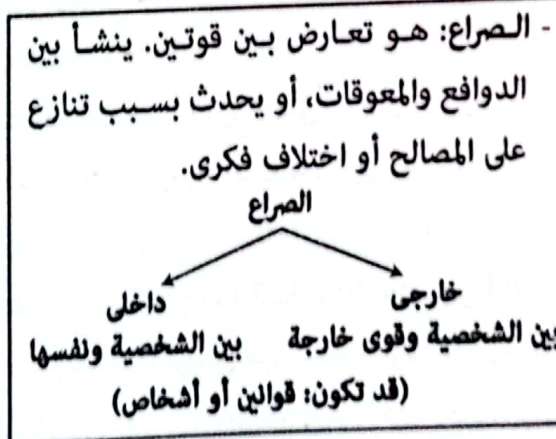 - الصراع: هو تعارض بين قوتين. ينشأ بين
الدوافع والمعوقات، أو يحدث بسبب تنازع
على المصالح أو اختلاف فكرى.
الصراع
خارجى داخلى
بين الشخصية وقوى خارجة بين الشخصية ونفسها
(قد تكون: قوانين أو أشخاص)